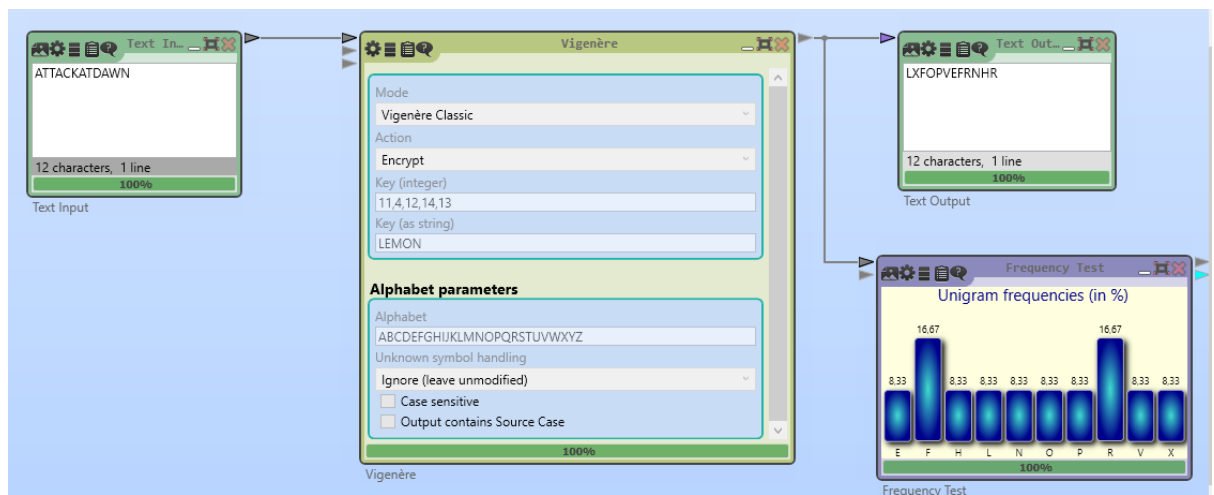 Text In...
ATTACKATDAWN
12 characters, 1 line
100%
Text Input
Vigenère
Mode
Vigenère Classic
Action
Encrypt
Key (integer)
11,4,12,14,13
Key (as string)
LEMON
Alphabet parameters
Alphabet
ABCDEFGHIJKLMNOPQRSTUVWXYZ
Unknown symbol handling
Ignore (leave unmodified)
Case sensitive
Output contains Source Case
100%
Vigenère
Text Out...
LXFOPVEFRNHR
12 characters, 1 line
100%
Text Output
Frequency Test
Unigram frequencies (in %)
16,67 16,67
8,33 8,33 8,33 8,33 8,33 8,33 8,33 8,33
E F H L N O P R V X
100%
Frequency Test